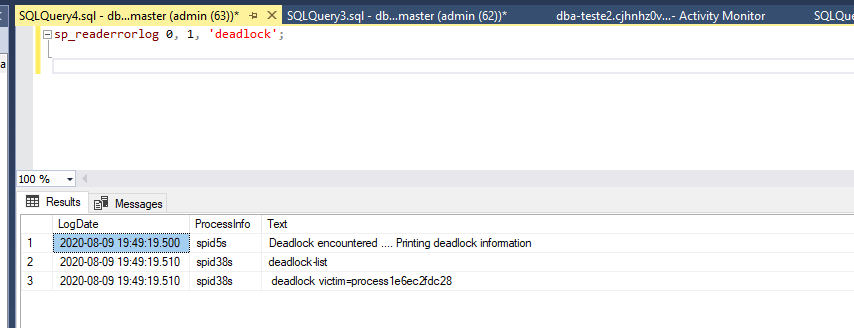 SQLQuery4.sql - db...master (admin (63))* SQLQuery3.sql - db...master (admin (62))* dba-teste2.cjhnhz0v...- Activity Monitor SQLQu
a
sp_readerrorlog 0, 1, 'deadlock';
100 %
Results Messages
LogDate ProcessInfo Text
1 2020-08-09 19:49:19.500 spid5s Deadlock encountered .... Printing deadlock information
2 2020-08-09 19:49:19.510 spid38s deadlock-list
3 2020-08-09 19:49:19.510 spid38s deadlock victim=process1e6ec2fdc28